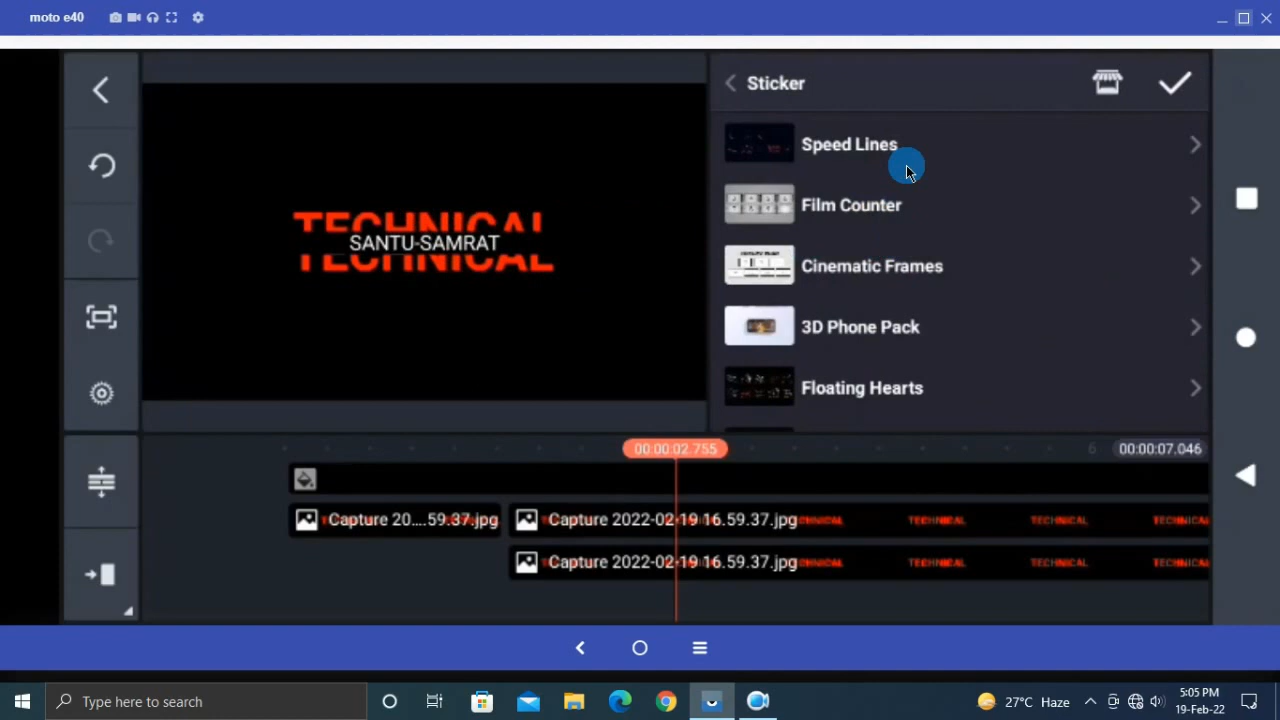 moto e40
Sticker
Speed Lines
Film Counter
Cinematic Frames
3D Phone Pack
Floating Hearts
TECHNICAL
SANTU-SAMRAT
TECHNICAL
00:00:02.755
6
00:00:07.046
Capture 20....59.37.jpg
Capture 2022-02-19 16.59.37.jpg
TECHNICAL
TECHNICAL
TECHNICAL
Capture 2022-02-19 16.59.37.jpg
TECHNICAL
TECHNICAL
TECHNICAL
Type here to search
27°C Haze
5:05 PM
19-Feb-22